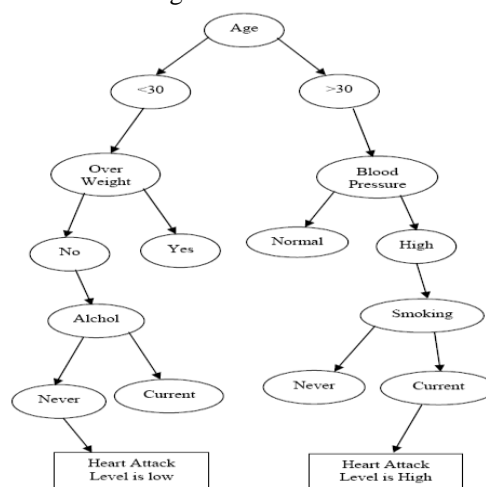 Age
<30
>30
Over
Weight
Blood
Pressure
No
Yes
Normal
High
Alchol
Smoking
Never
Current
Never
Current
Heart Attack
Level is low
Heart Attack
Level is High